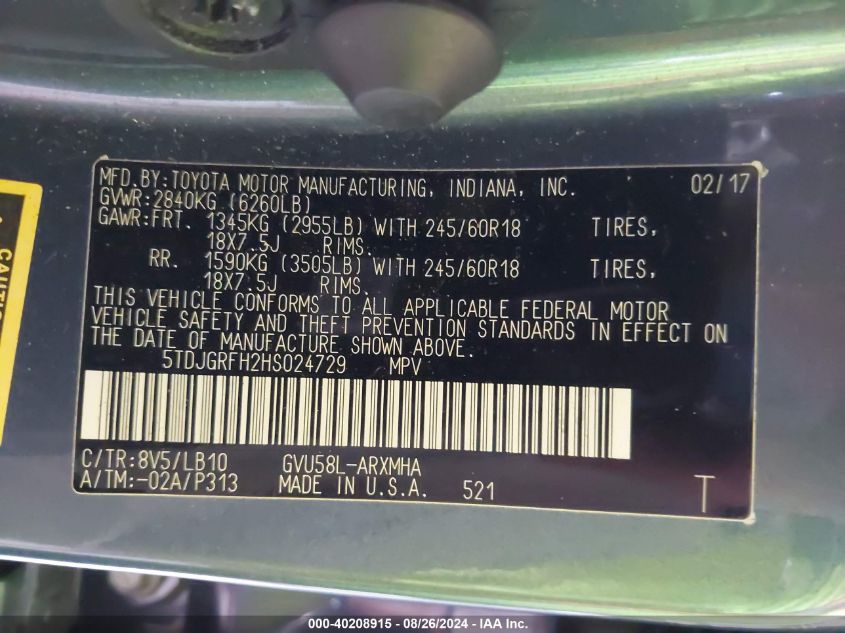 MFD.BY:TOYOTA MOTOR MANUFACTURING, INDIANA, INC. 02/17
GVWR:2840KG (6260LB)
GAWR:FRT. 1345KG (2955LB) WITH 245/60R18 TIRES,
18X7.5J RIMS.
RR. 1590KG (3505LB) WITH 245/60R18 TIRES,
18X7.5J RIMS.
THIS VEHICLE CONFORMS TO ALL APPLICABLE FEDERAL MOTOR
VEHICLE SAFETY AND THEFT PREVENTION STANDARDS IN EFFECT ON
THE DATE OF MANUFACTURE SHOWN ABOVE.
5TDJGRFH2HS024729 MPV
C/TR:8V5/LB10 GVU58L-ARXMHA
A/TM:-02A/P313 MADE IN U.S.A. 521 T
000-40208915 - 08/26/2024 - IAA Inc.